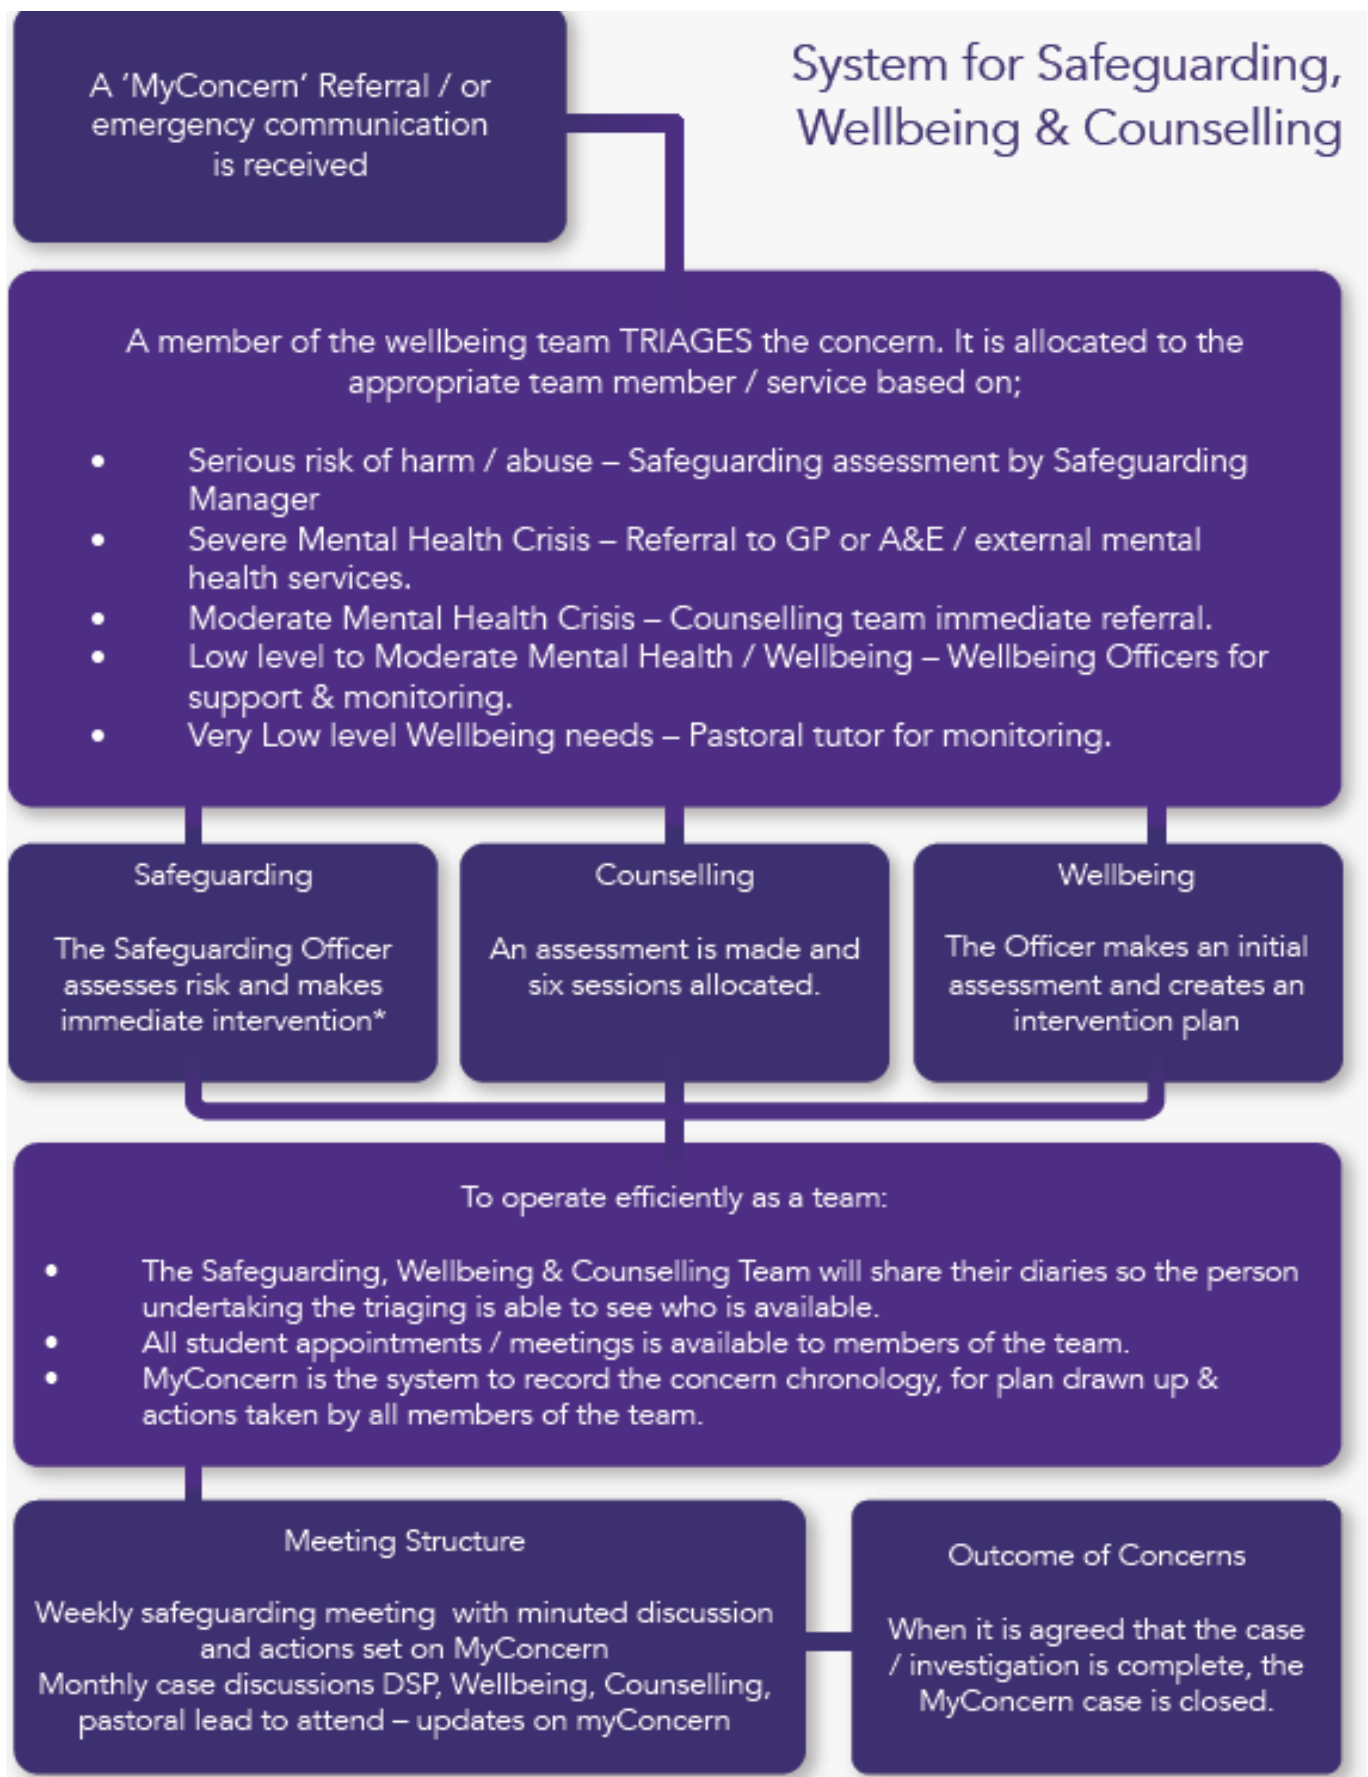 System for Safeguarding,
Wellbeing & Counselling
A ‘MyConcern’ Referral / or
emergency communication
is received
A member of the wellbeing team TRIAGES the concern. It is allocated to the
appropriate team member / service based on;
• Serious risk of harm / abuse – Safeguarding assessment by Safeguarding
Manager
• Severe Mental Health Crisis – Referral to GP or A&E / external mental
health services.
• Moderate Mental Health Crisis – Counselling team immediate referral.
• Low level to Moderate Mental Health / Wellbeing – Wellbeing Officers for
support & monitoring.
• Very Low level Wellbeing needs – Pastoral tutor for monitoring.
Safeguarding
The Safeguarding Officer
assesses risk and makes
immediate intervention*
Counselling
An assessment is made and
six sessions allocated.
Wellbeing
The Officer makes an initial
assessment and creates an
intervention plan
To operate efficiently as a team:
• The Safeguarding, Wellbeing & Counselling Team will share their diaries so the person
undertaking the triaging is able to see who is available.
• All student appointments / meetings is available to members of the team.
• MyConcern is the system to record the concern chronology, for plan drawn up &
actions taken by all members of the team.
Meeting Structure
Weekly safeguarding meeting with minuted discussion
and actions set on MyConcern
Monthly case discussions DSP, Wellbeing, Counselling,
pastoral lead to attend – updates on myConcern
Outcome of Concerns
When it is agreed that the case
/ investigation is complete, the
MyConcern case is closed.